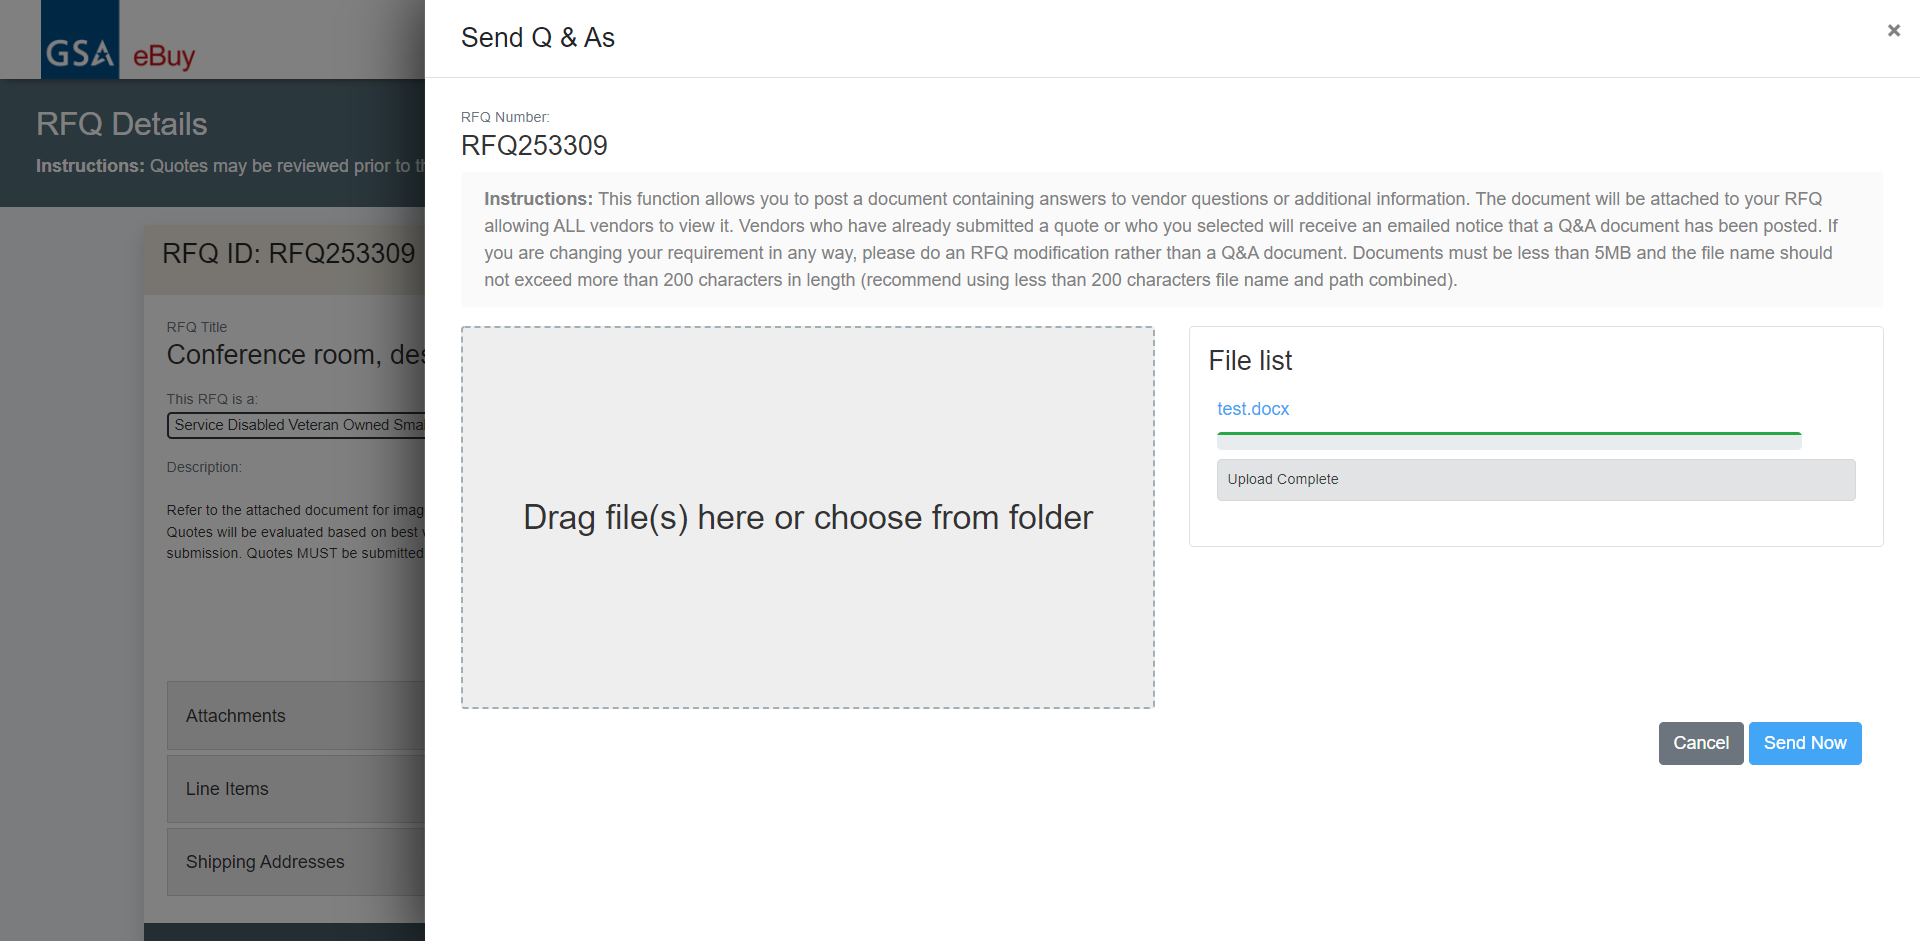 GSA
eBuy
RFQ Details
Instructions: Quotes may be reviewed prior to
RFQ ID: RFQ253309
RFQ Title
Conference room,
This RFQ is a:
Service Disabled Veteran Owned
Description:
Refer to the attached document for
Quotes will be evaluated based on best
submission. Quotes MUST be submitted
Attachments
Line Items
Shipping Addresses
Send Q & As
×
RFQ Number:
RFQ253309
Instructions: This function allows you to post a document containing answers to vendor questions or additional information. The document will be attached to your RFQ
allowing ALL vendors to view it. Vendors who have already submitted a quote or who you selected will receive an emailed notice that a Q&A document has been posted. If
you are changing your requirement in any way, please do an RFQ modification rather than a Q&A document. Documents must be less than 5MB and the file name should
not exceed more than 200 characters in length (recommend using less than 200 characters file name and path combined).
Drag file(s) here or choose from folder
File list
test.docx
Upload Complete
Cancel
Send Now